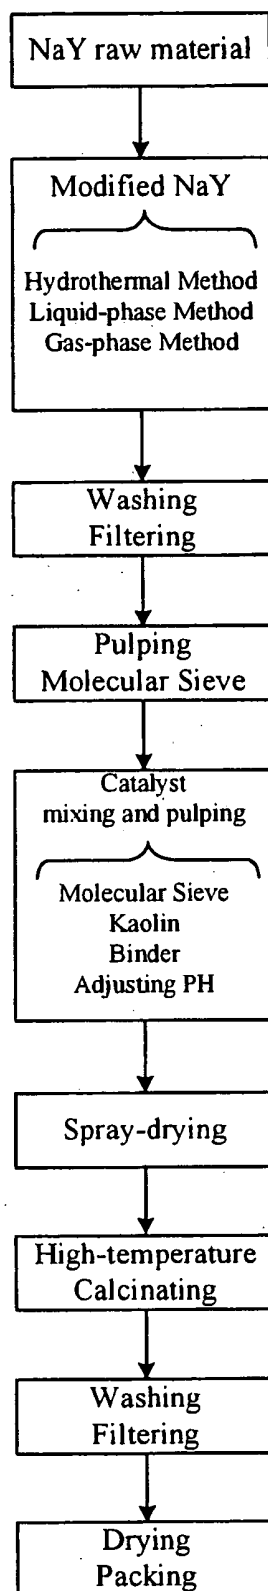 NaY raw material
Modified NaY
Hydrothermal Method
Liquid-phase Method
Gas-phase Method
Washing
Filtering
Pulping
Molecular Sieve
Catalyst
mixing and pulping
Molecular Sieve
Kaolin
Binder
Adjusting PH
Spray-drying
High-temperature
Calcinating
Washing
Filtering
Drying
Packing